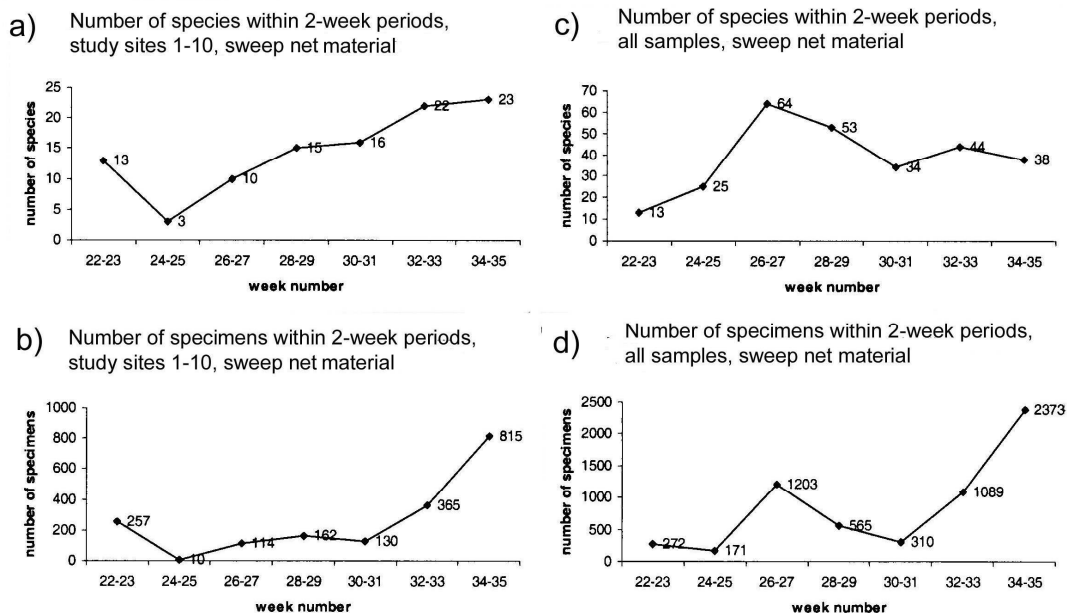 a) Number of species within 2-week periods,
study sites 1-10, sweep net material
number of species
25
20
15
10
5
0
13
3
10
15
16
22
23
22-23 24-25 26-27 28-29 30-31 32-33 34-35
week number
c) Number of species within 2-week periods,
all samples, sweep net material
number of species
70
60
50
40
30
20
10
0
13
25
64
53
34
44
38
22-23 24-25 26-27 28-29 30-31 32-33 34-35
week number
b) Number of specimens within 2-week periods,
study sites 1-10, sweep net material
number of specimens
1000
800
600
400
200
0
257
10
114
162
130
365
815
22-23 24-25 26-27 28-29 30-31 32-33 34-35
week number
d) Number of specimens within 2-week periods,
all samples, sweep net material
number of specimens
2500
2000
1500
1000
500
0
272
171
1203
565
310
1089
2373
22-23 24-25 26-27 28-29 30-31 32-33 34-35
week number